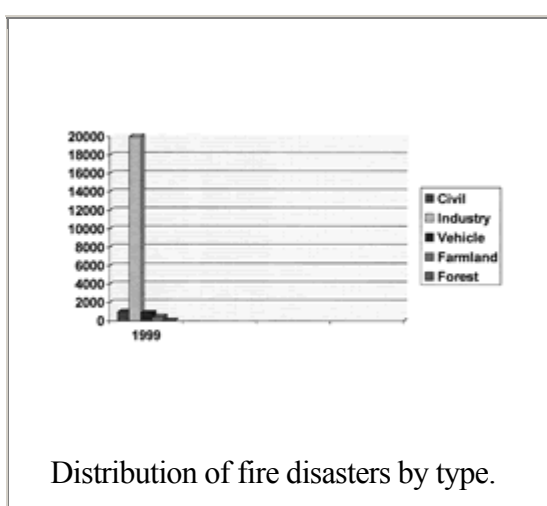 20000
18000
16000
14000
12000
10000
8000
6000
4000
2000
0
1999
Civil
Industry
Vehicle
Farmland
Forest
Distribution of fire disasters by type.